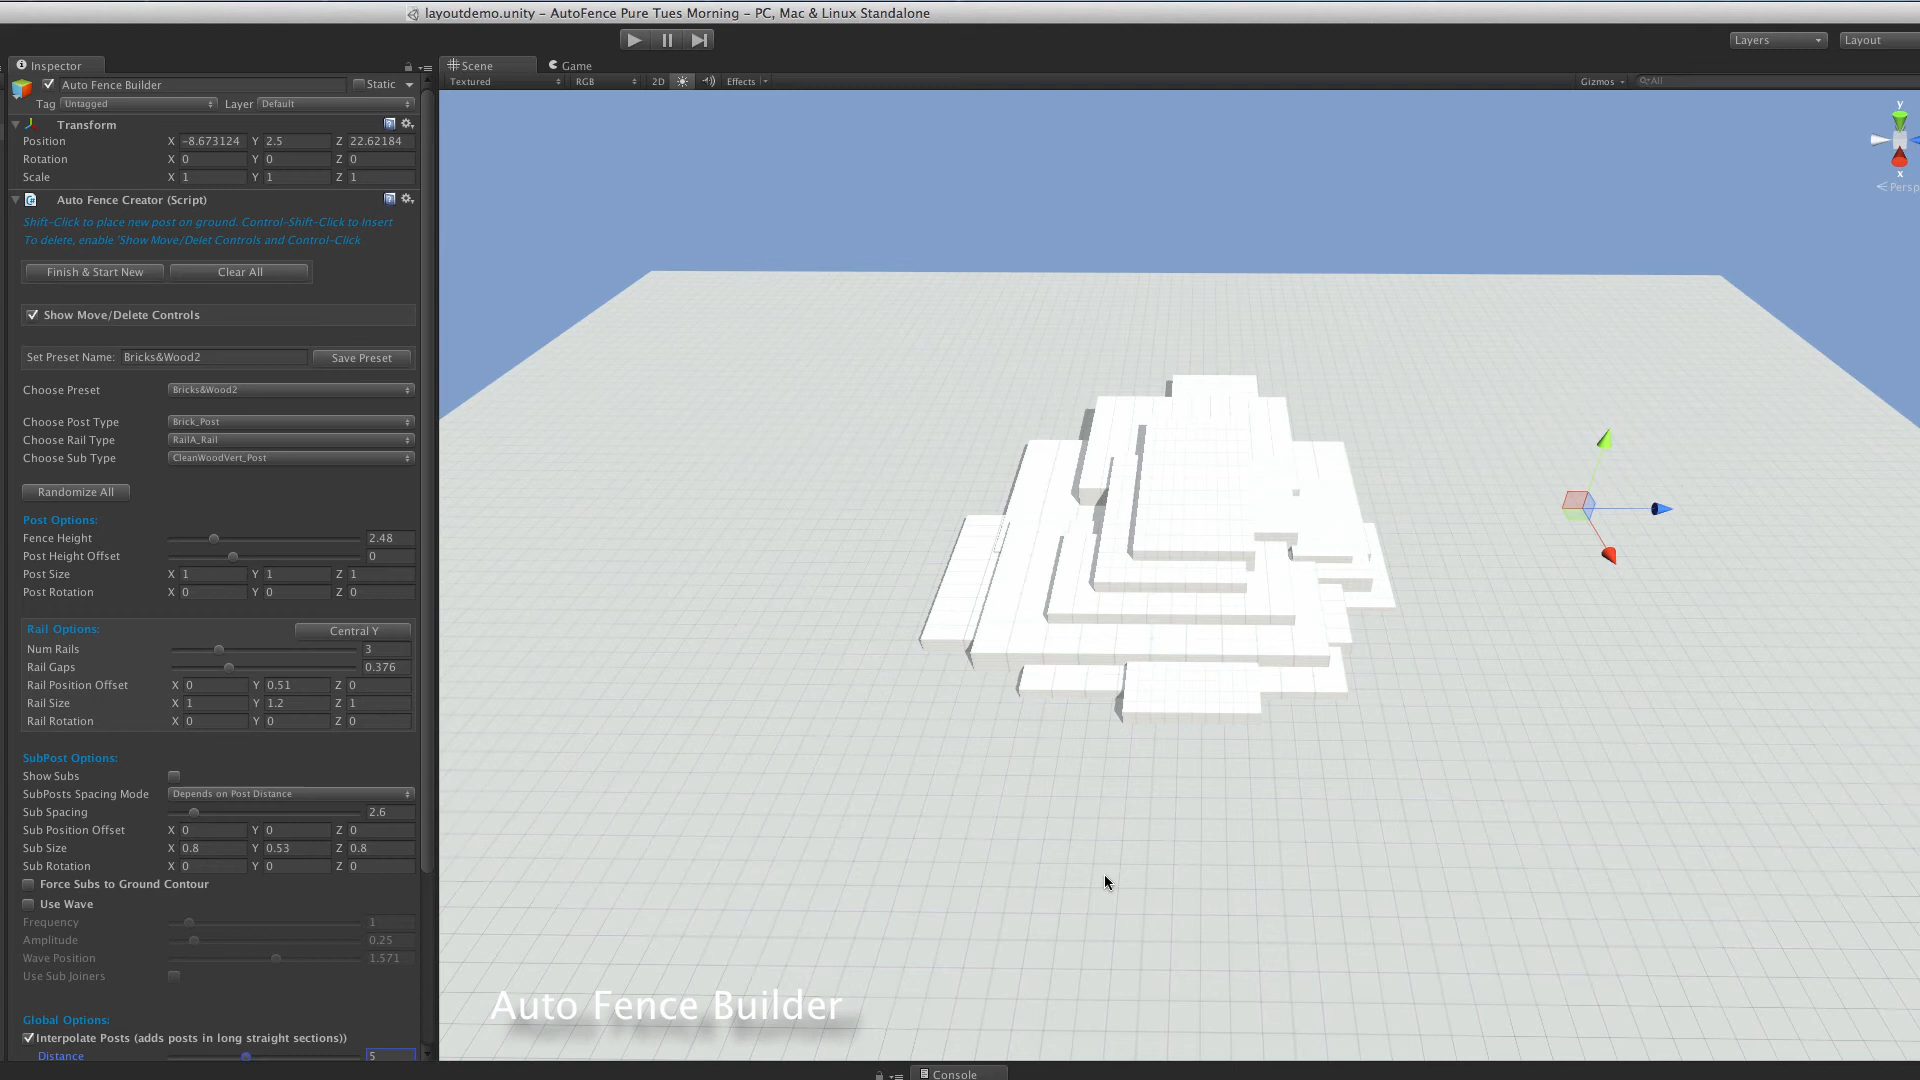 layoutdemo.unity – AutoFence Pure Tues Morning – PC, Mac & Linux Standalone
Layers
Layout
Inspector
Scene
Game
Textured
RGB
2D
Effects
Gizmos
All
Auto Fence Builder
Static
Tag Untagged Layer Default
Transform
Position X -8.673124 Y 2.5 Z 22.62184
Rotation X 0 Y 0 Z 0
Scale X 1 Y 1 Z 1
Auto Fence Creator (Script)
Shift-Click to place new post on ground. Control-Shift-Click to Insert
To delete, enable 'Show Move/Delet Controls and Control-Click
Finish & Start New
Clear All
Show Move/Delete Controls
Set Preset Name: Bricks&Wood2 Save Preset
Choose Preset Bricks&Wood2
Choose Post Type Brick_Post
Choose Rail Type RailA_Rail
Choose Sub Type CleanWoodVert_Post
Randomize All
Post Options:
Fence Height 2.48
Post Height Offset 0
Post Size X 1 Y 1 Z 1
Post Rotation X 0 Y 0 Z 0
Rail Options: Central Y
Num Rails 3
Rail Gaps 0.376
Rail Position Offset X 0 Y 0.51 Z 0
Rail Size X 1 Y 1.2 Z 1
Rail Rotation X 0 Y 0 Z 0
SubPost Options:
Show Subs
SubPosts Spacing Mode Depends on Post Distance
Sub Spacing 2.6
Sub Position Offset X 0 Y 0 Z 0
Sub Size X 0.8 Y 0.53 Z 0.8
Sub Rotation X 0 Y 0 Z 0
Force Subs to Ground Contour
Use Wave
Frequency 1
Amplitude 0.25
Wave Position 1.571
Use Sub Joiners
Global Options:
Interpolate Posts (adds posts in long straight sections))
Distance 5
y
x
Persp
Auto Fence Builder
Console